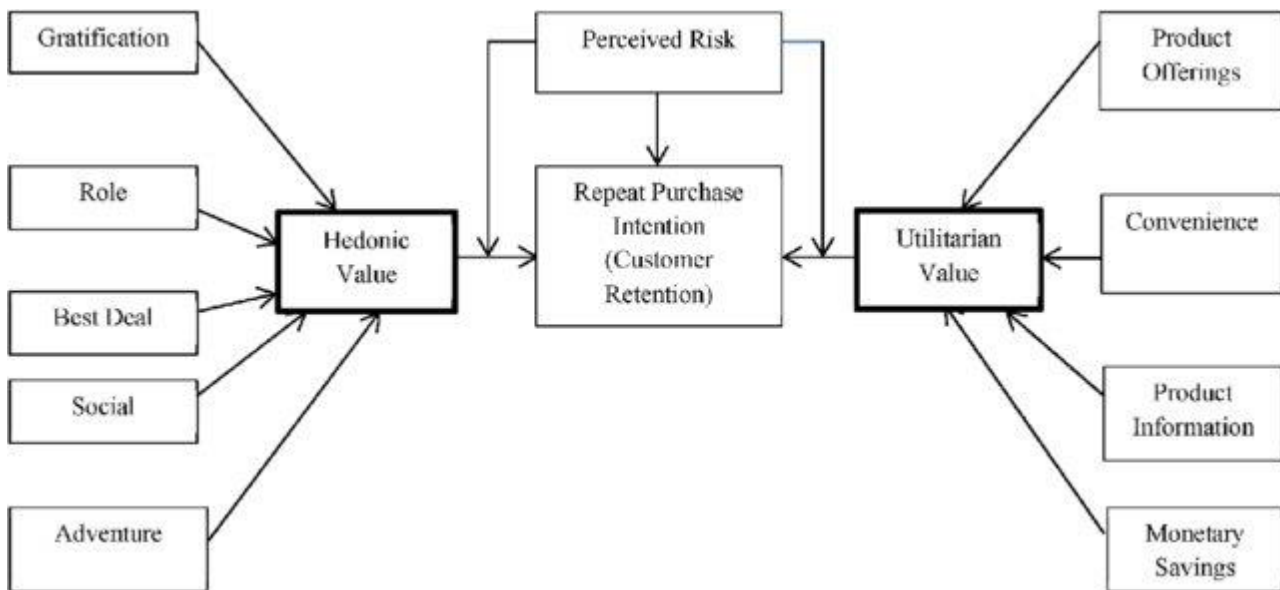 Gratification
Role
Best Deal
Social
Adventure
Hedonic
Value
Perceived Risk
Repeat Purchase
Intention
(Customer
Retention)
Utilitarian
Value
Product
Offerings
Convenience
Product
Information
Monetary
Savings